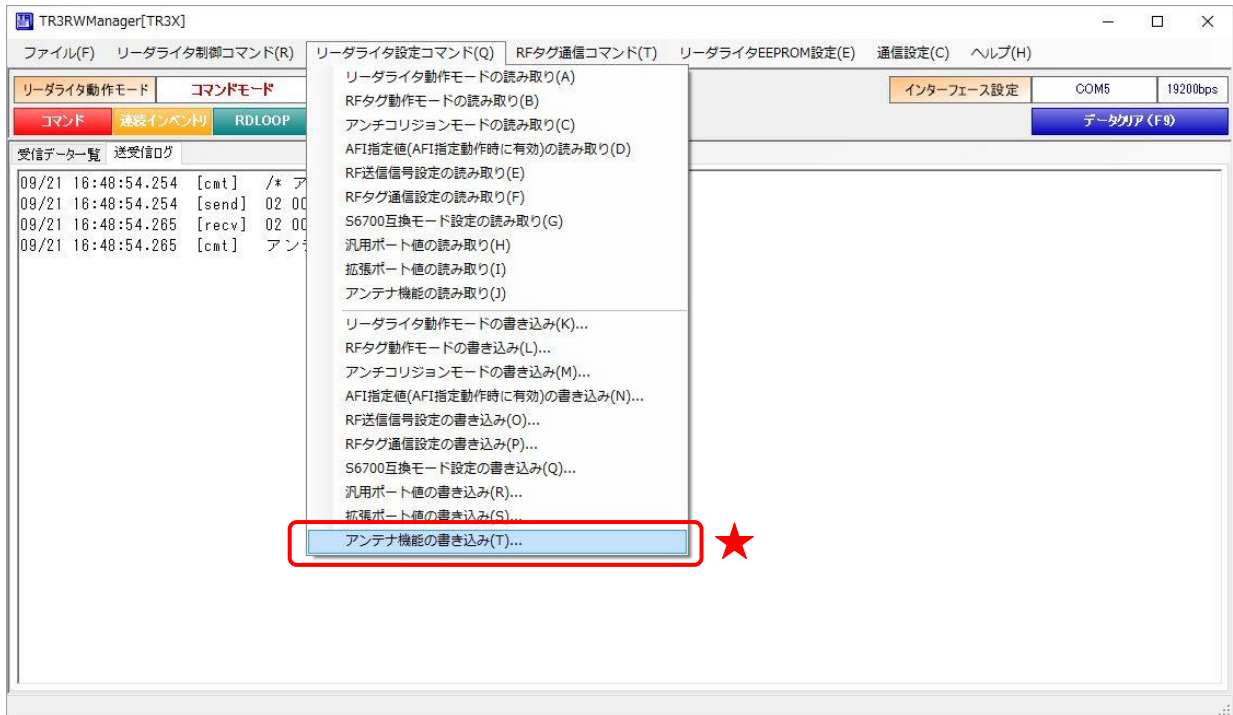 TR3RWManager[TR3X]
ファイル(F) リーダライタ制御コマンド(R) リーダライタ設定コマンド(Q) RFタグ通信コマンド(T) リーダライタEEPROM設定(E) 通信設定(C) ヘルプ(H)
リーダライタ動作モード コマンドモード インターフェース設定 COM5 19200bps
コマンド 連続インベントリ RDLOOP データクリア(F9)
受信データ一覧 送受信ログ
09/21 16:48:54.254 [cmt] /* ア
09/21 16:48:54.254 [send] 02 00
09/21 16:48:54.265 [recv] 02 00
09/21 16:48:54.265 [cmt] アンテ
リーダライタ動作モードの読み取り(A)
RFタグ動作モードの読み取り(B)
アンチコリジョンモードの読み取り(C)
AFI指定値(AFI指定動作時に有効)の読み取り(D)
RF送信信号設定の読み取り(E)
RFタグ通信設定の読み取り(F)
S6700互換モード設定の読み取り(G)
汎用ポート値の読み取り(H)
拡張ポート値の読み取り(I)
アンテナ機能の読み取り(J)
リーダライタ動作モードの書き込み(K)...
RFタグ動作モードの書き込み(L)...
アンチコリジョンモードの書き込み(M)...
AFI指定値(AFI指定動作時に有効)の書き込み(N)...
RF送信信号設定の書き込み(O)...
RFタグ通信設定の書き込み(P)...
S6700互換モード設定の書き込み(Q)...
汎用ポート値の書き込み(R)...
拡張ポート値の書き込み(S)...
アンテナ機能の書き込み(T)...